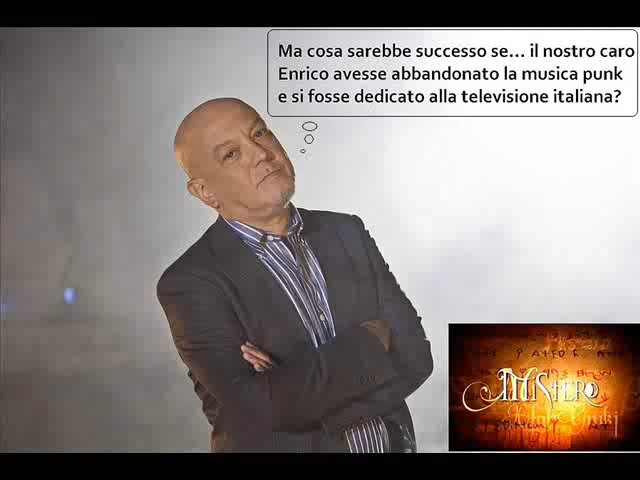 Ma cosa sarebbe successo se... il nostro caro
Enrico avesse abbandonato la musica punk
e si fosse dedicato alla televisione italiana?
MISTERO